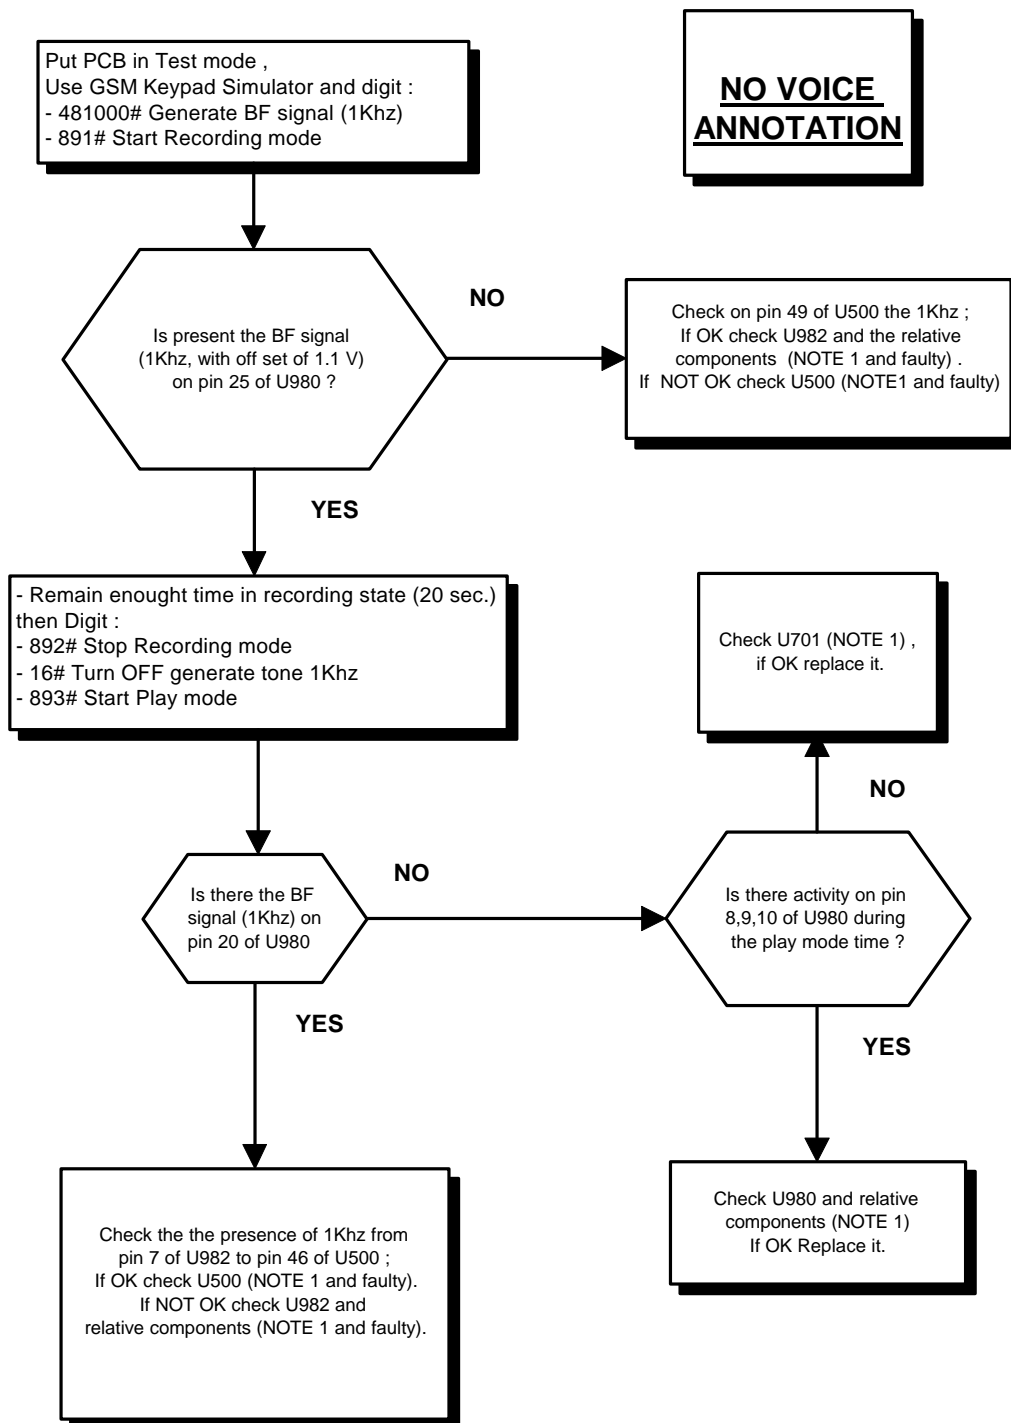 Put PCB in Test mode ,
Use GSM Keypad Simulator and digit :
- 481000# Generate BF signal (1Khz)
- 891# Start Recording mode
NO VOICE
ANNOTATION
Is present the BF signal
(1Khz, with off set of 1.1 V)
on pin 25 of U980 ?
NO
Check on pin 49 of U500 the 1Khz ;
If OK check U982 and the relative
components (NOTE 1 and faulty) .
If NOT OK check U500 (NOTE1 and faulty)
YES
- Remain enought time in recording state (20 sec.)
then Digit :
- 892# Stop Recording mode
- 16# Turn OFF generate tone 1Khz
- 893# Start Play mode
Check U701 (NOTE 1) ,
if OK replace it.
NO
Is there the BF
signal (1Khz) on
pin 20 of U980
NO
Is there activity on pin
8,9,10 of U980 during
the play mode time ?
YES
YES
Check the the presence of 1Khz from
pin 7 of U982 to pin 46 of U500 ;
If OK check U500 (NOTE 1 and faulty).
If NOT OK check U982 and
relative components (NOTE 1 and faulty).
Check U980 and relative
components (NOTE 1)
If OK Replace it.